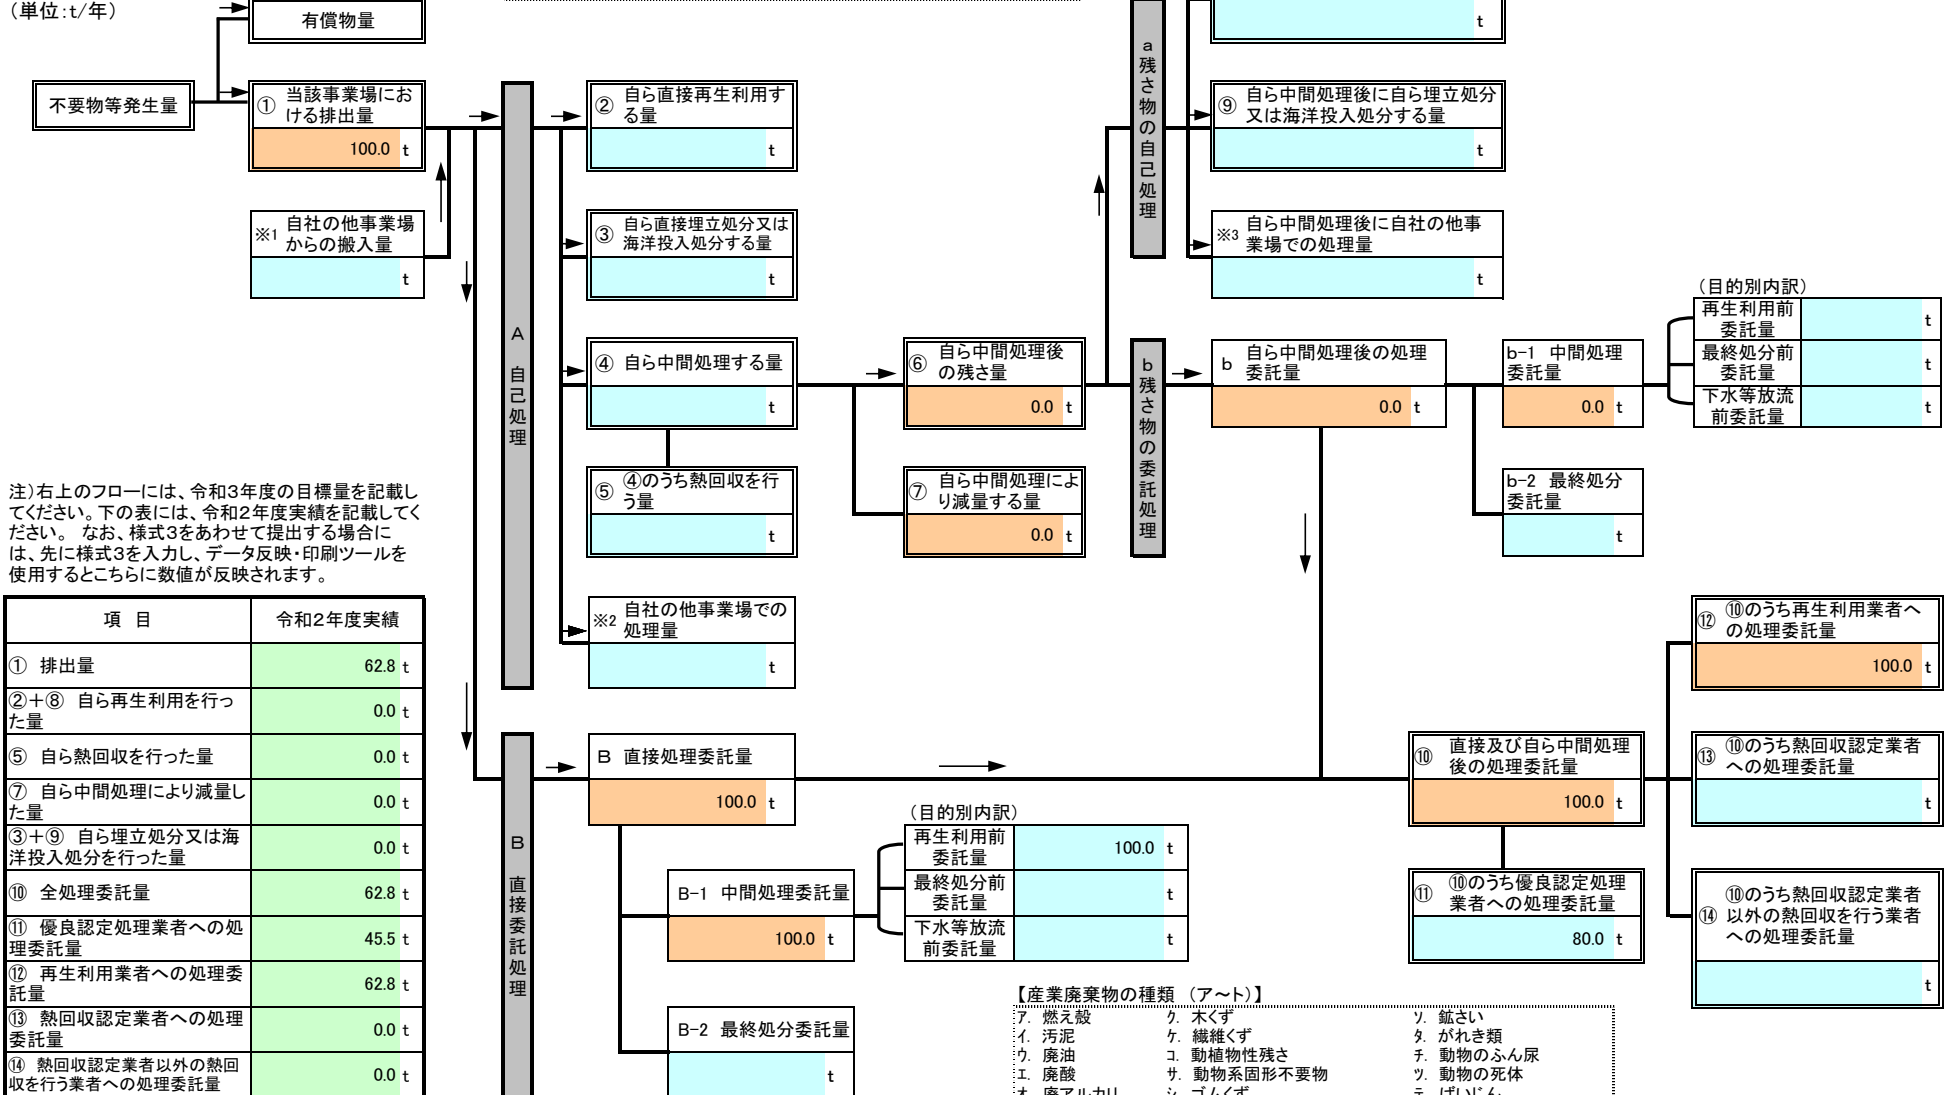 （単位：t/年）
有償物量
t
不要物等発生量
① 当該事業場にお
ける排出量
100.0 t
※1 自社の他事業場
からの搬入量
t
A 自己処理
② 自ら直接再生利用す
る量
t
③ 自ら直接埋立処分又は
海洋投入処分する量
t
④ 自ら中間処理する量
t
⑤ ④のうち熱回収を行
う量
t
※2 自社の他事業場での
処理量
t
⑥ 自ら中間処理後
の残さ量
0.0 t
⑦ 自ら中間処理によ
り減量する量
0.0 t
a残さ物の自己処理
⑨ 自ら中間処理後に自ら埋立処分
又は海洋投入処分する量
t
※3 自ら中間処理後に自社の他事
業場での処理量
t
b残さ物の委託処理
b 自ら中間処理後の処理
委託量
0.0 t
b-1 中間処理
委託量
0.0 t
（目的別内訳）
再生利用前
委託量
t
最終処分前
委託量
t
下水等放流
前委託量
t
b-2 最終処分
委託量
t
注）右上のフローには、令和３年度の目標量を記載し
てください。下の表には、令和２年度実績を記載してく
ださい。 なお、様式３をあわせて提出する場合に
は、先に様式３を入力し、データ反映・印刷ツールを
使用するとこちらに数値が反映されます。
項 目 令和２年度実績
① 排出量 62.8 t
②＋⑧ 自ら再生利用を行っ
た量 0.0 t
⑤ 自ら熱回収を行った量 0.0 t
⑦ 自ら中間処理により減量し
た量 0.0 t
③＋⑨ 自ら埋立処分又は海
洋投入処分を行った量 0.0 t
⑩ 全処理委託量 62.8 t
⑪ 優良認定処理業者への処
理委託量 45.5 t
⑫ 再生利用業者への処理委
託量 62.8 t
⑬ 熱回収認定業者への処理
委託量 0.0 t
⑭ 熱回収認定業者以外の熱回
収を行う業者への処理委託量 0.0 t
B 直接委託処理
B 直接処理委託量
100.0 t
B-1 中間処理委託量
100.0 t
（目的別内訳）
再生利用前
委託量
100.0 t
最終処分前
委託量
t
下水等放流
前委託量
t
B-2 最終処分委託量
t
⑩ 直接及び自ら中間処理
後の処理委託量
100.0 t
⑪ ⑩のうち優良認定処理
業者への処理委託量
80.0 t
⑫ ⑩のうち再生利用業者へ
の処理委託量
100.0 t
⑬ ⑩のうち熱回収認定業者
への処理委託量
t
⑭ ⑩のうち熱回収認定業者
以外の熱回収を行う業者
への処理委託量
t
【産業廃棄物の種類 （ア～ト）】
ア. 燃え殻 ク. 木くず ソ. 鉱さい
イ. 汚泥 ケ. 繊維くず タ. がれき類
ウ. 廃油 コ. 動植物性残さ チ. 動物のふん尿
エ. 廃酸 サ. 動物系固形不要物 ツ. 動物の死体
オ. 廃アルカリ シ. ゴムくず テ. ばいじん